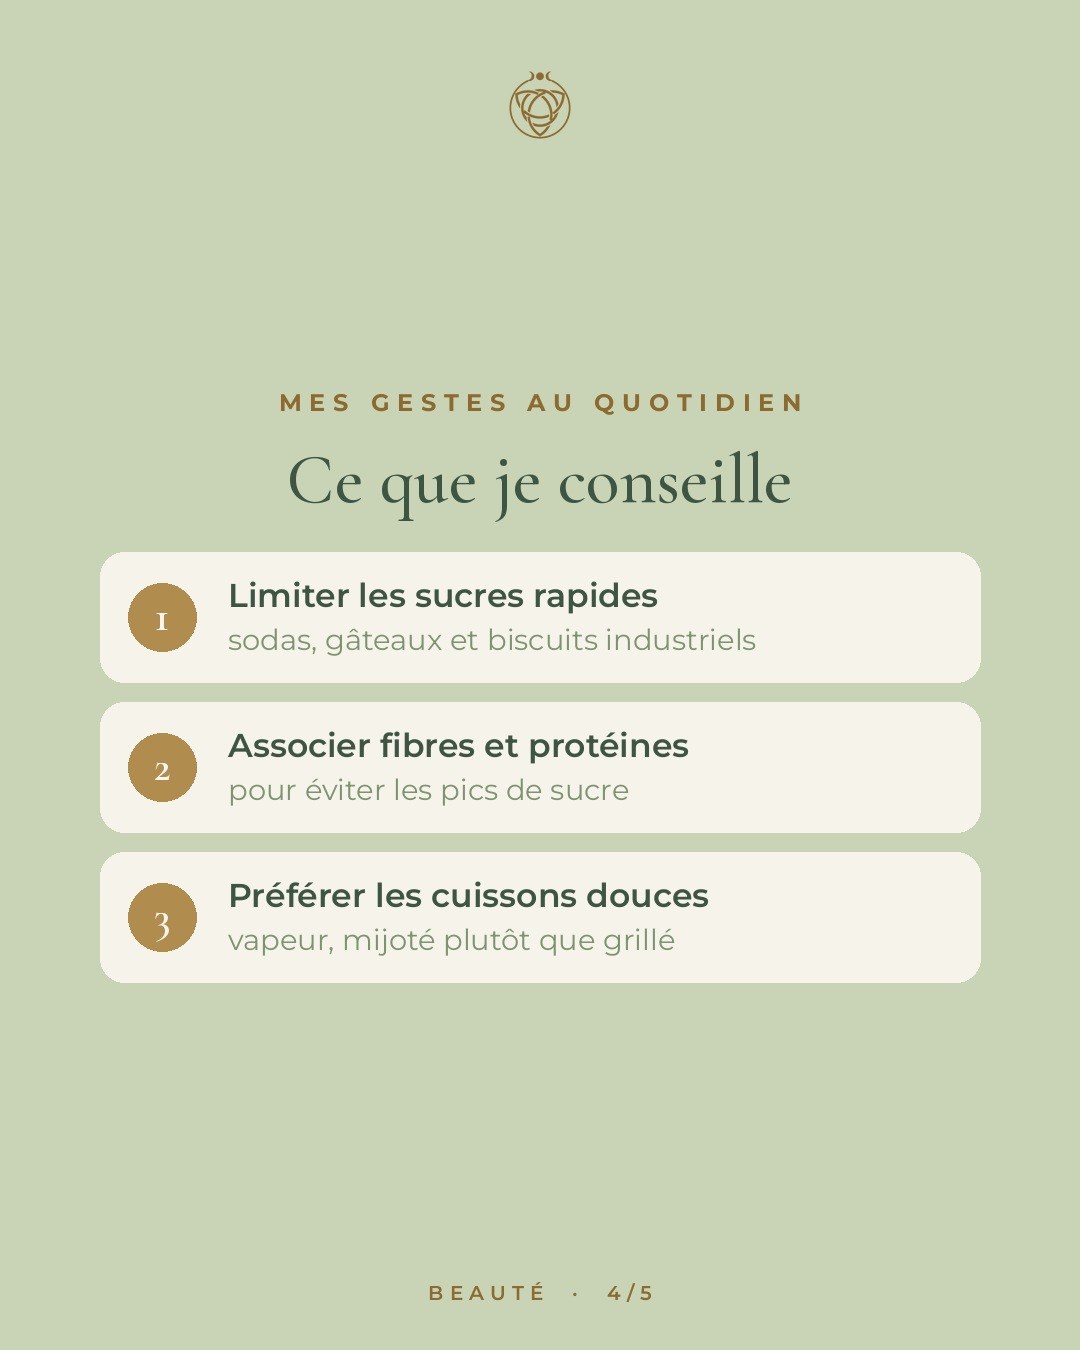 MES GESTES AU QUOTIDIEN
Ce que je conseille
1
Limiter les sucres rapides
sodas, gâteaux et biscuits industriels
2
Associer fibres et protéines
pour éviter les pics de sucre
3
Préférer les cuissons douces
vapeur, mijoté plutôt que grillé
BEAUTÉ · 4/5